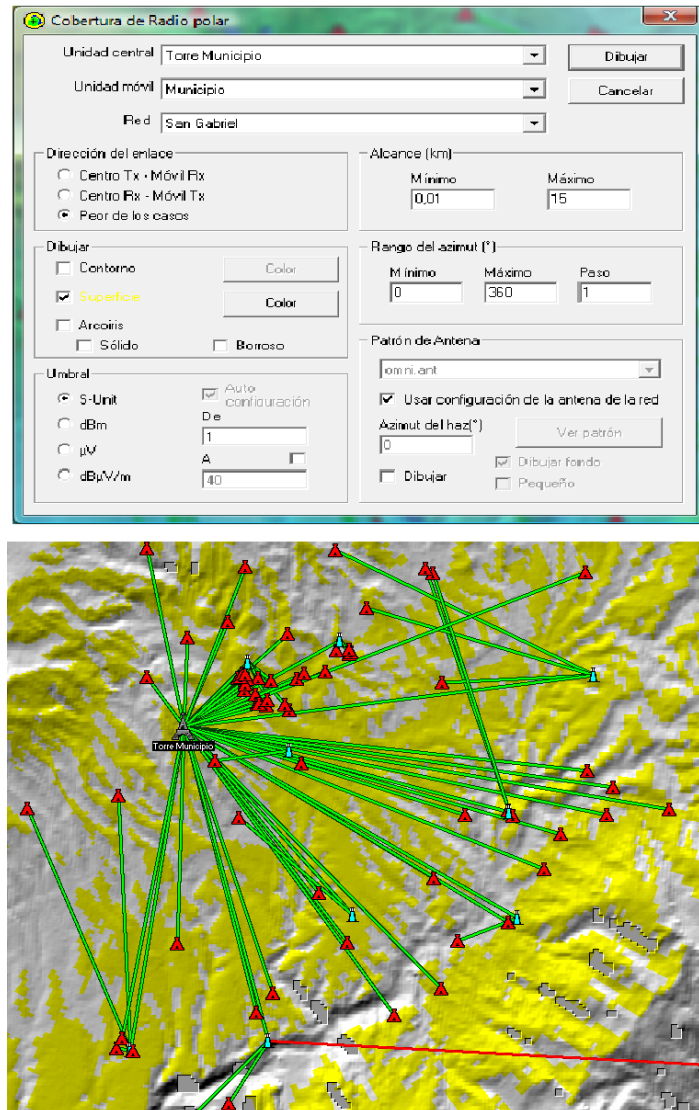 Cobertura de Radio polar
Unidad central Torre Municipio
Dibujar
Unidad móvil Municipio
Cancelar
Red San Gabriel
Dirección del enlace
Centro Tx - Móvil Rx
Centro Rx - Móvil Tx
Peor de los casos
Alcance (km)
Mínimo Máximo
0,01 15
Dibujar
Contorno Color
Superficie Color
Arcoiris
Sólido Borroso
Rango del azimut (°)
Mínimo Máximo Paso
0 360 1
Umbral
S-Unit
dBm
µV
dBµV/m
Auto
configuración
De
1
A
40
Patrón de Antena
omni.ant
Usar configuración de la antena de la red
Azimut del haz(°)
0
Ver patrón
Dibujar
Dibujar fondo
Pequeño
Torre Municipio